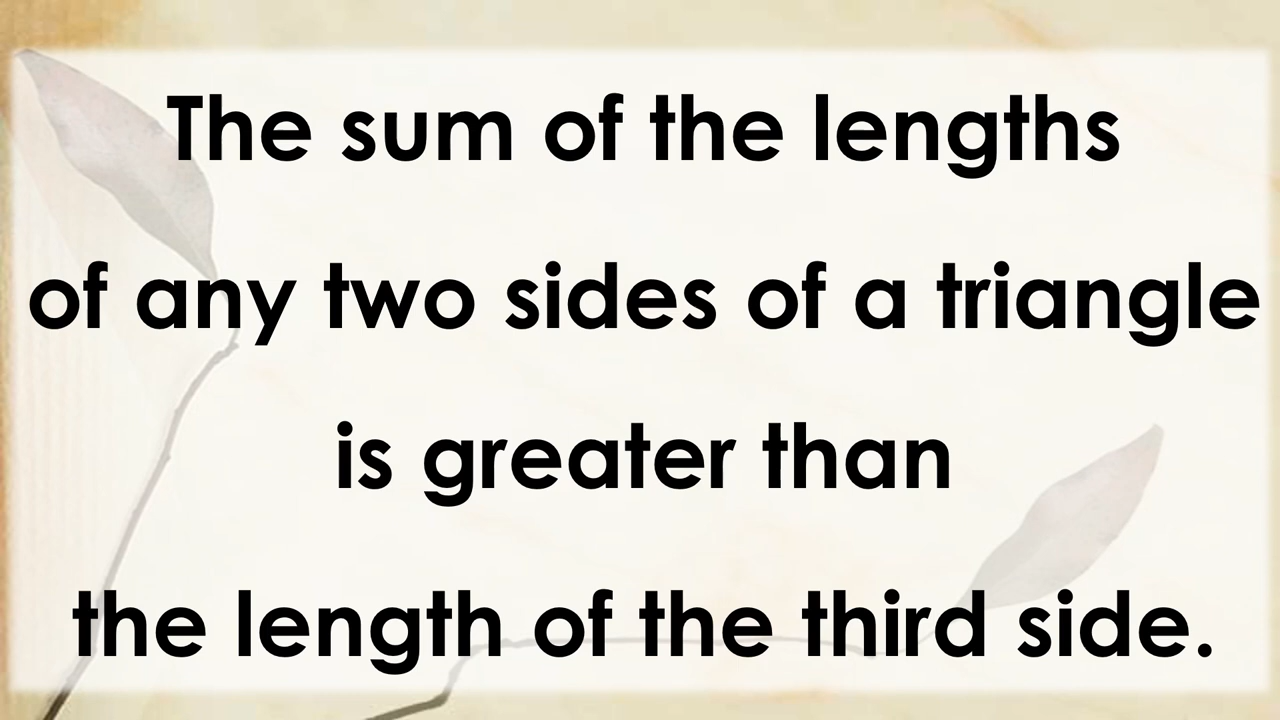 The sum of the lengths
of any two sides of a triangle
is greater than
the length of the third side.